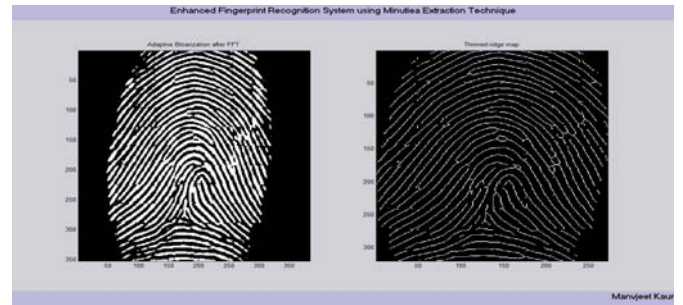 Enhanced Fingerprint Recognition System using Minutiea Extraction Technique
Adaptive Binarization after FFT
Thinned-ridge map
50
100
150
200
250
300
350
50 100 150 200 250 300 350
50
100
150
200
250
300
50 100 150 200 250
Manvjeet Kaur